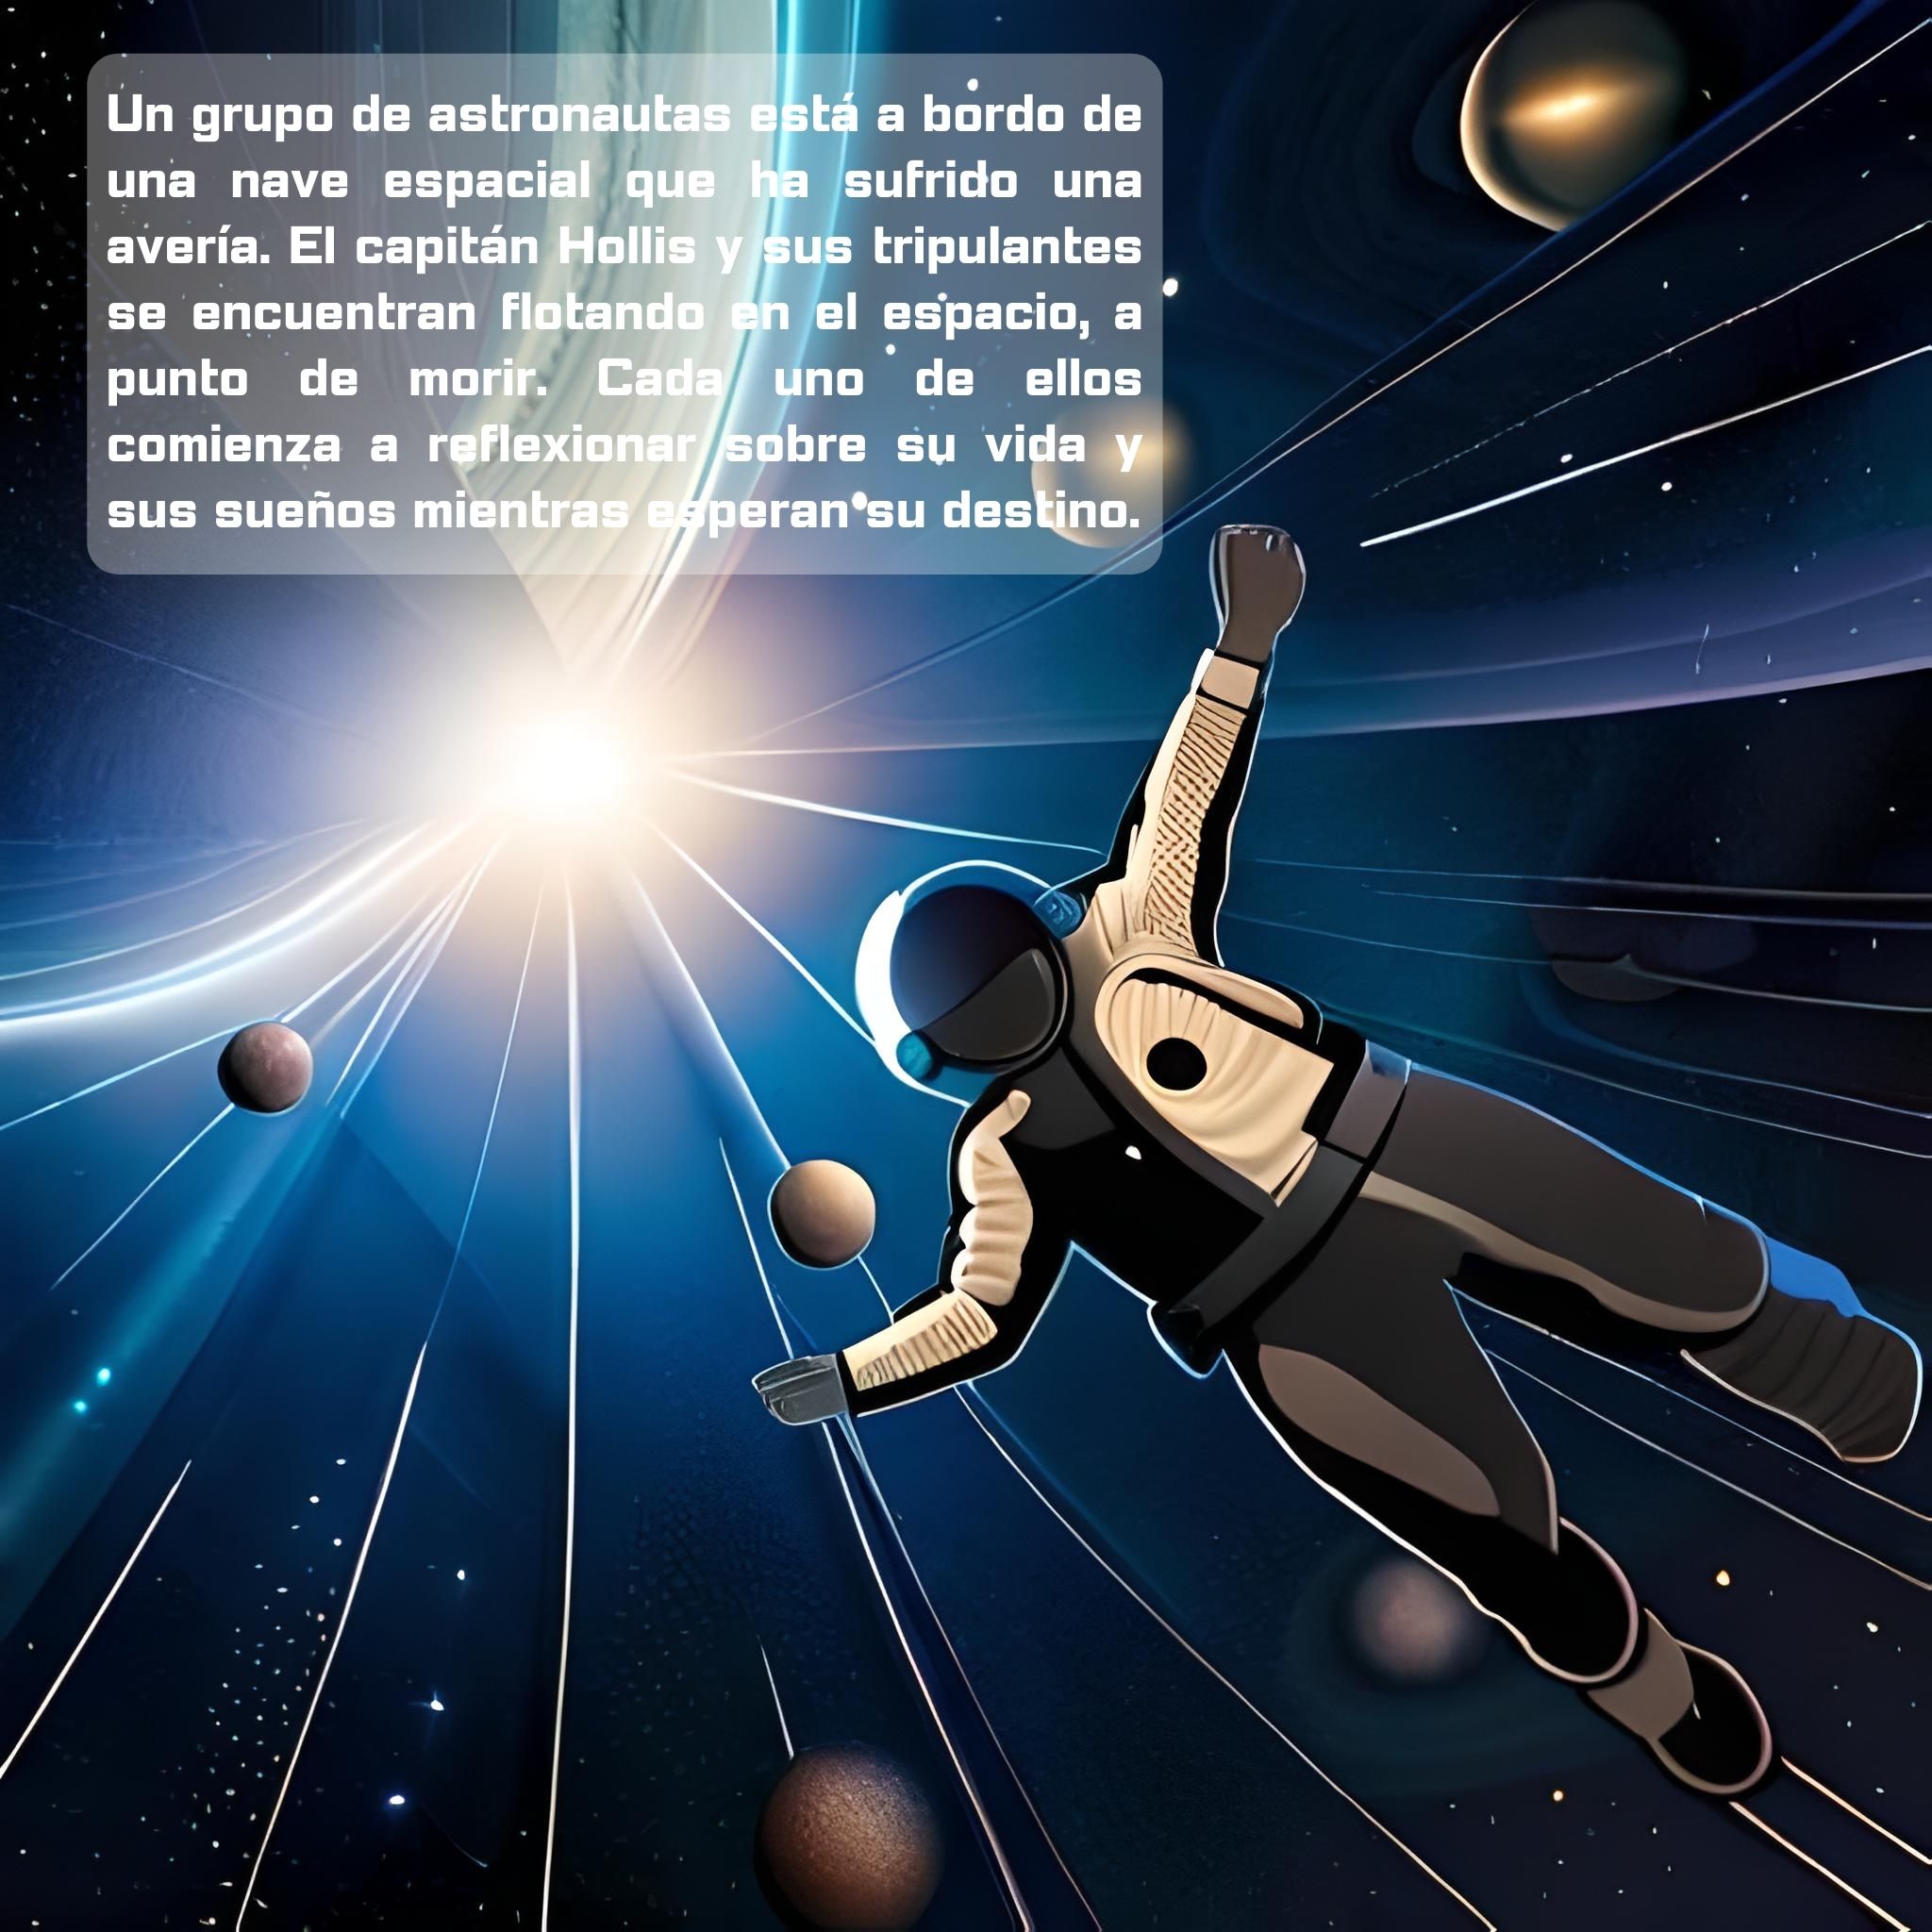 Un grupo de astronautas está a bordo de
una nave espacial que ha sufrido una
avería. El capitán Hollis y sus tripulantes
se encuentran flotando en el espacio, a
punto de morir. Cada uno de ellos
comienza a reflexionar sobre su vida y
sus sueños mientras esperan su destino.